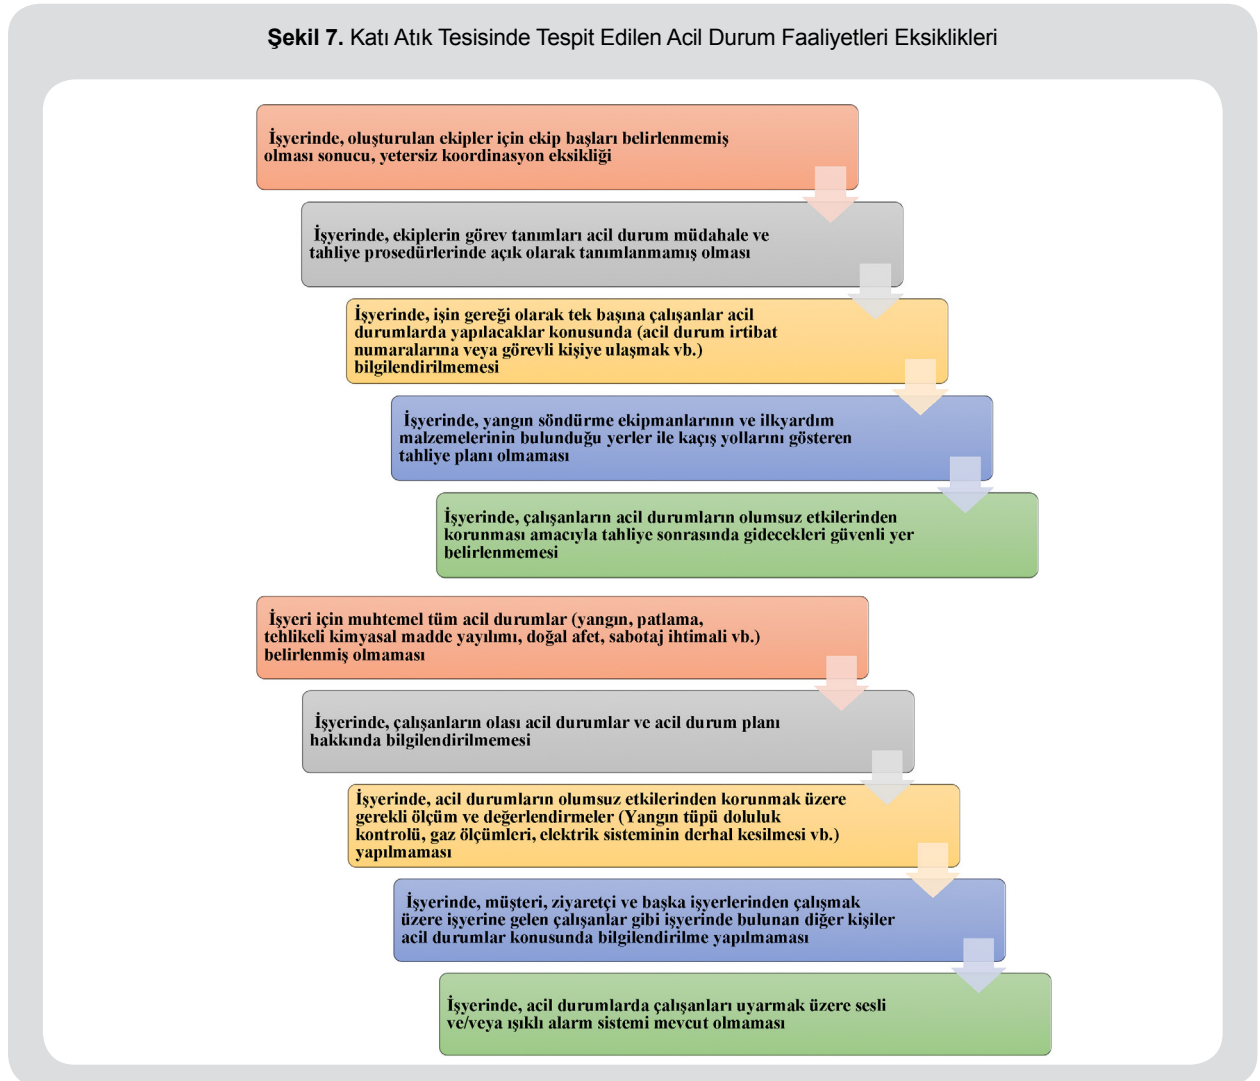 Şekil 7. Katı Atık Tesisinde Tespit Edilen Acil Durum Faaliyetleri Eksiklikleri
İşyerinde, oluşturulan ekipler için ekip başları belirlenmemiş
olması sonucu, yetersiz koordinasyon eksikliği
İşyerinde, ekiplerin görev tanımları acil durum müdahale ve
tahliye prosedürlerinde açık olarak tanımlanmamış olması
İşyerinde, işin gereği olarak tek başına çalışanlar acil
durumlarda yapılacaklar konusunda (acil durum irtibat
numaralarına veya görevli kişiye ulaşmak vb.)
bilgilendirilmemesi
İşyerinde, yangın söndürme ekipmanlarının ve ilkyardım
malzemelerinin bulunduğu yerler ile kaçış yollarını gösteren
tahliye planı olmaması
İşyerinde, çalışanların acil durumların olumsuz etkilerinden
korunması amacıyla tahliye sonrasında gidecekleri güvenli yer
belirlenmemesi
İşyeri için muhtemel tüm acil durumlar (yangın, patlama,
tehlikeli kimyasal madde yayılımı, doğal afet, sabotaj ihtimali vb.)
belirlenmiş olmaması
İşyerinde, çalışanların olası acil durumlar ve acil durum planı
hakkında bilgilendirilmemesi
İşyerinde, acil durumların olumsuz etkilerinden korunmak üzere
gerekli ölçüm ve değerlendirmeler (Yangın tüpü doluluk
kontrolü, gaz ölçümleri, elektrik sisteminin derhal kesilmesi vb.)
yapılmaması
İşyerinde, müşteri, ziyaretçi ve başka işyerlerinden çalışmak
üzere işyerine gelen çalışanlar gibi işyerinde bulunan diğer kişiler
acil durumlar konusunda bilgilendirilme yapılmaması
İşyerinde, acil durumlarda çalışanları uyarmak üzere sesli
ve/veya ışıklı alarm sistemi mevcut olmaması